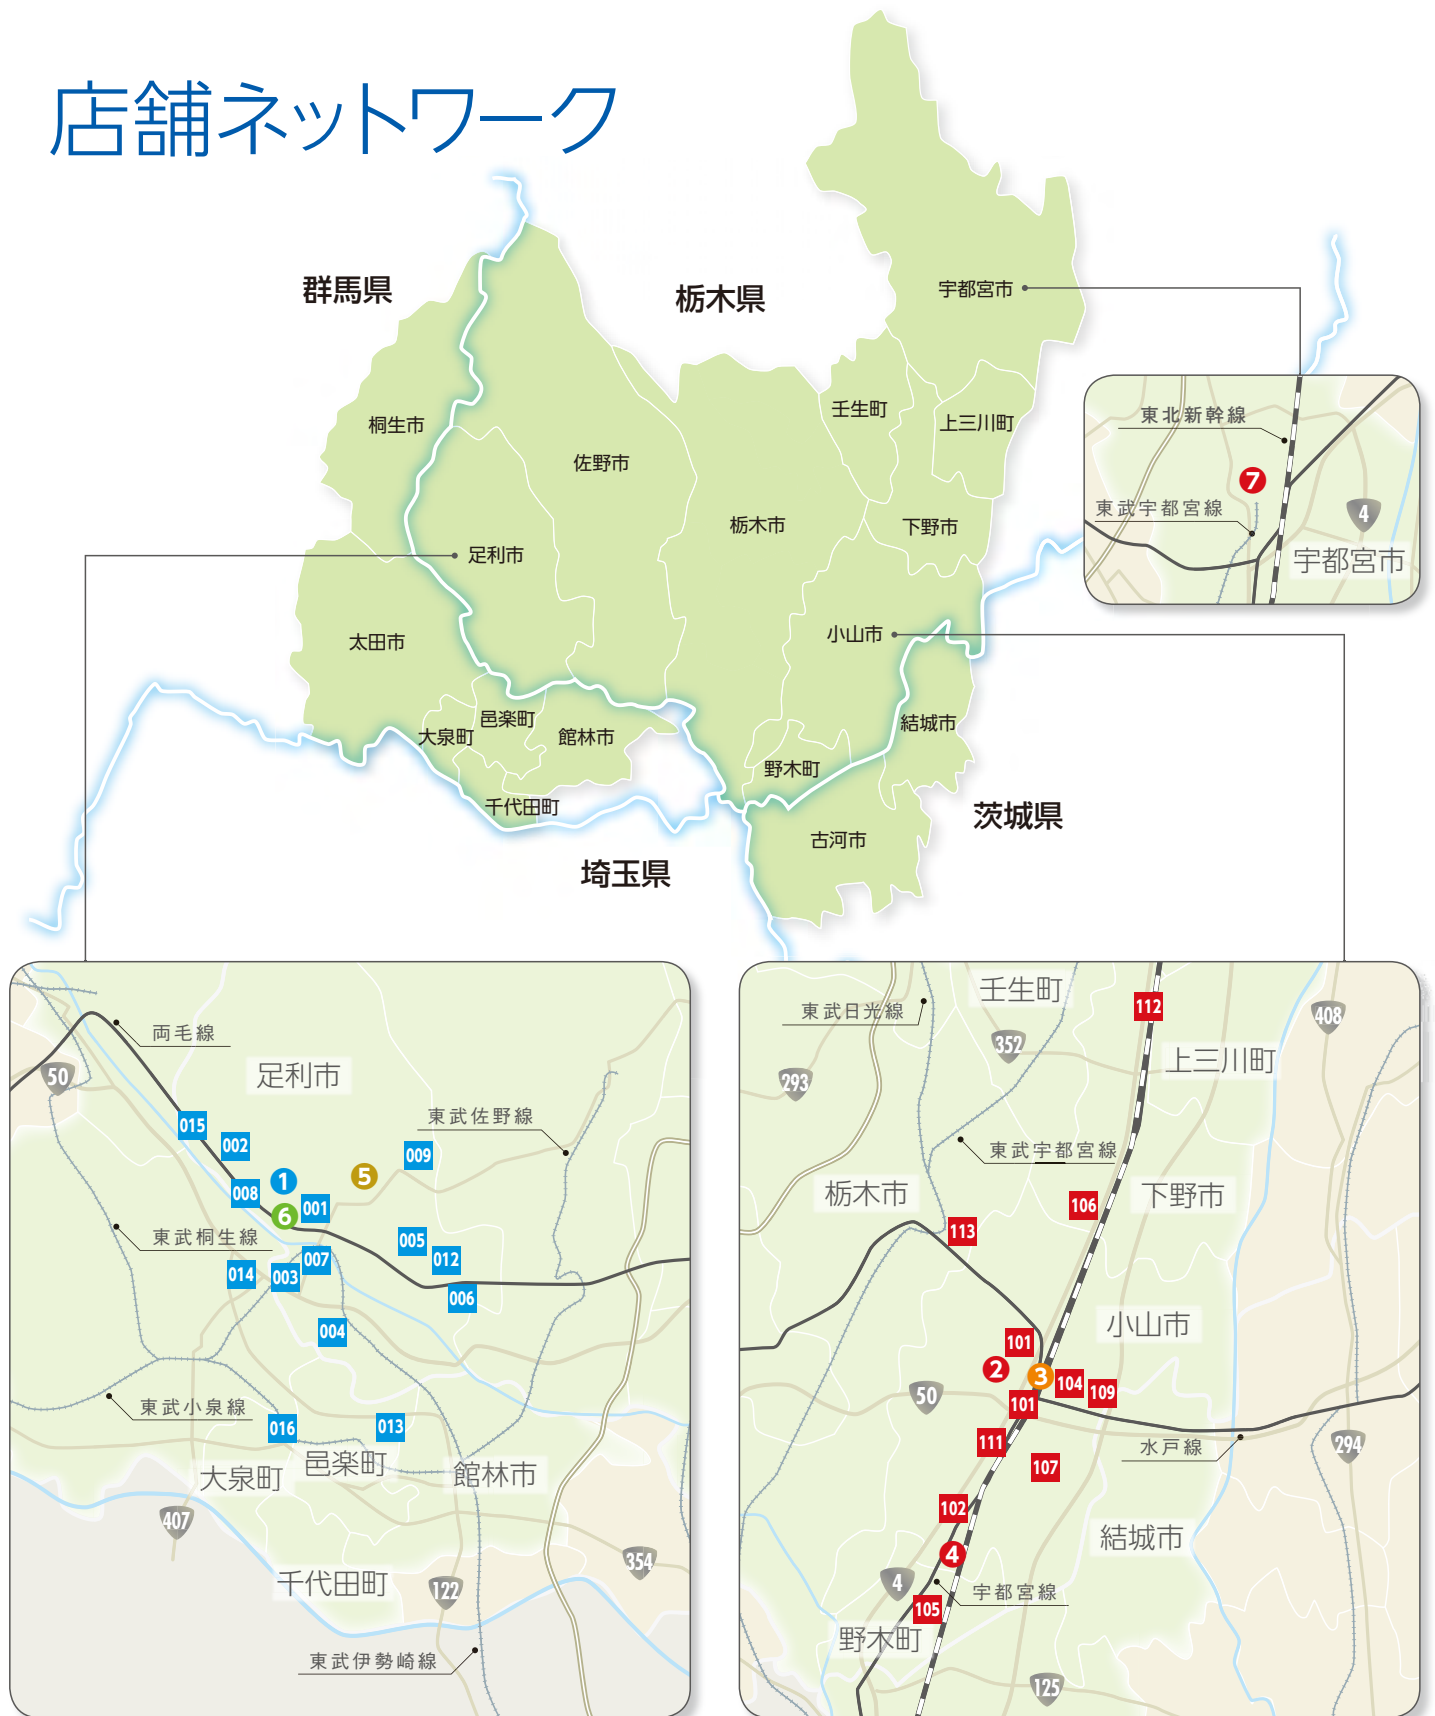 店舗ネットワーク
群馬県
栃木県
茨城県
埼玉県
宇都宮市
桐生市
壬生町
上三川町
佐野市
栃木市
下野市
足利市
太田市
小山市
邑楽町
大泉町
館林市
結城市
野木町
千代田町
古河市
東北新幹線
7
東武宇都宮線
4
宇都宮市
両毛線
50
足利市
015
002
東武佐野線
009
1
5
008
6
001
東武桐生線
005
012
007
014
003
006
004
東武小泉線
016
013
大泉町
邑楽町
館林市
407
354
千代田町
122
東武伊勢崎線
壬生町
東武日光線
112
408
352
上三川町
293
東武宇都宮線
栃木市
下野市
106
113
小山市
101
2
3
104
109
50
101
111
水戸線
294
107
102
結城市
4
4
宇都宮線
105
野木町
125